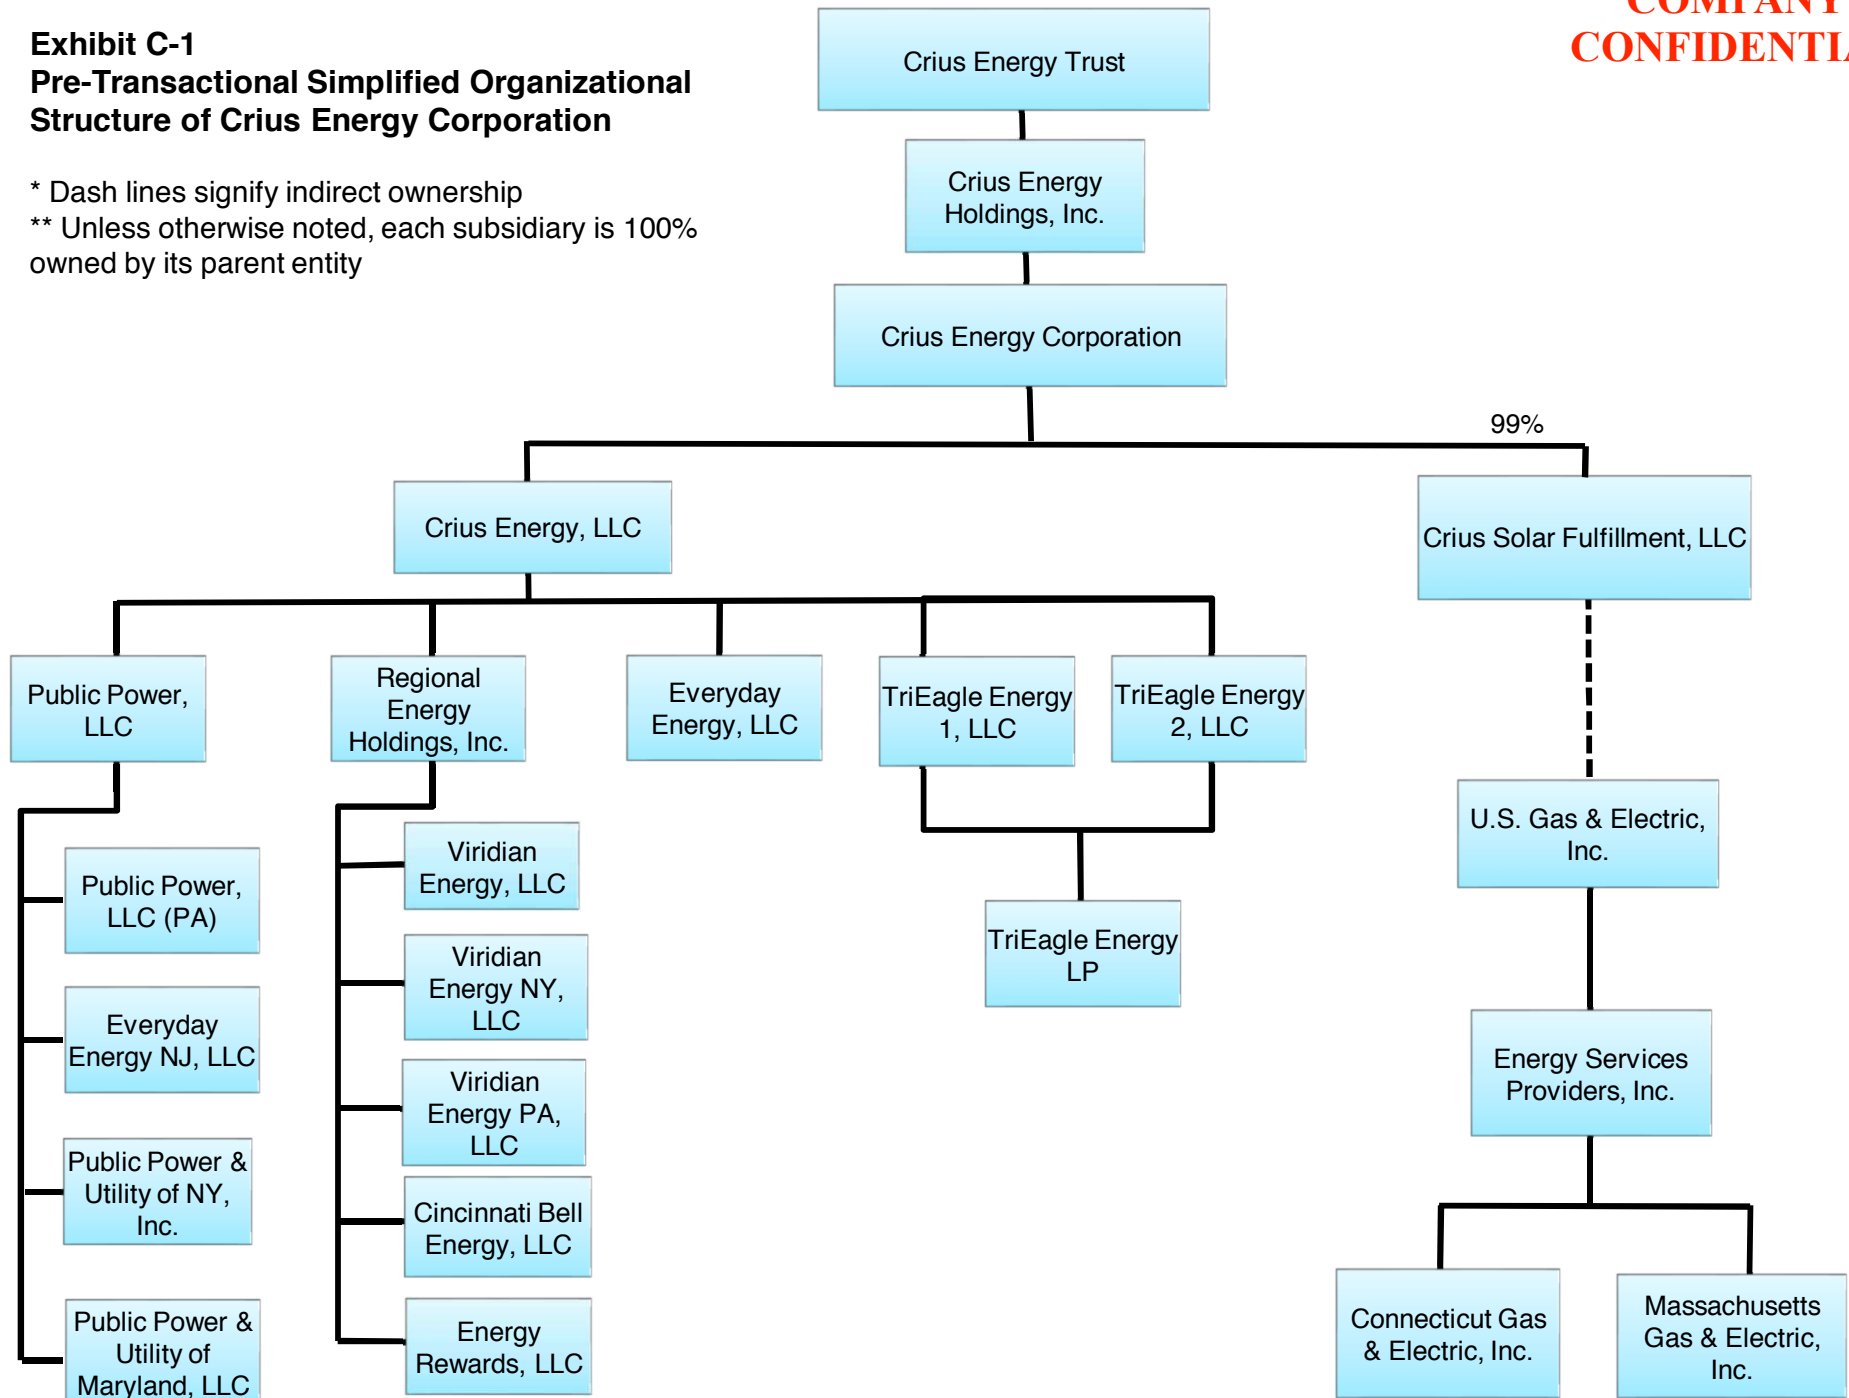 COMPANY
CONFIDENTIAL
Exhibit C-1
Pre-Transactional Simplified Organizational
Structure of Crius Energy Corporation
* Dash lines signify indirect ownership
** Unless otherwise noted, each subsidiary is 100%
owned by its parent entity
Crius Energy Trust
Crius Energy
Holdings, Inc.
Crius Energy Corporation
99%
Crius Energy, LLC
Crius Solar Fulfillment, LLC
Public Power,
LLC
Regional
Energy
Holdings, Inc.
Everyday
Energy, LLC
TriEagle Energy
1, LLC
TriEagle Energy
2, LLC
Public Power,
LLC (PA)
Everyday
Energy NJ, LLC
Public Power &
Utility of NY,
Inc.
Public Power &
Utility of
Maryland, LLC
Viridian
Energy, LLC
Viridian
Energy NY,
LLC
Viridian
Energy PA,
LLC
Cincinnati Bell
Energy, LLC
Energy
Rewards, LLC
TriEagle Energy
LP
U.S. Gas & Electric,
Inc.
Energy Services
Providers, Inc.
Connecticut Gas
& Electric, Inc.
Massachusetts
Gas & Electric,
Inc.